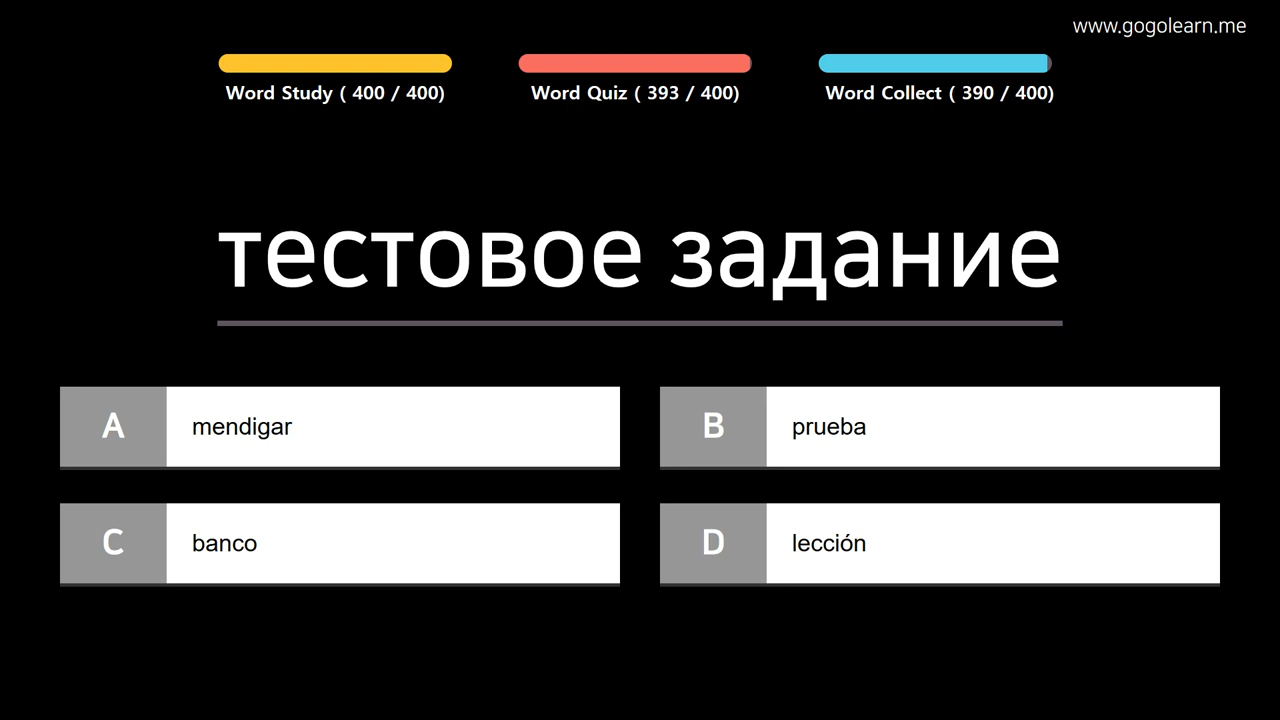 www.gogolearn.me
Word Study ( 400 / 400)
Word Quiz ( 393 / 400)
Word Collect ( 390 / 400)
тестовое задание
A mendigar
B prueba
C banco
D lección